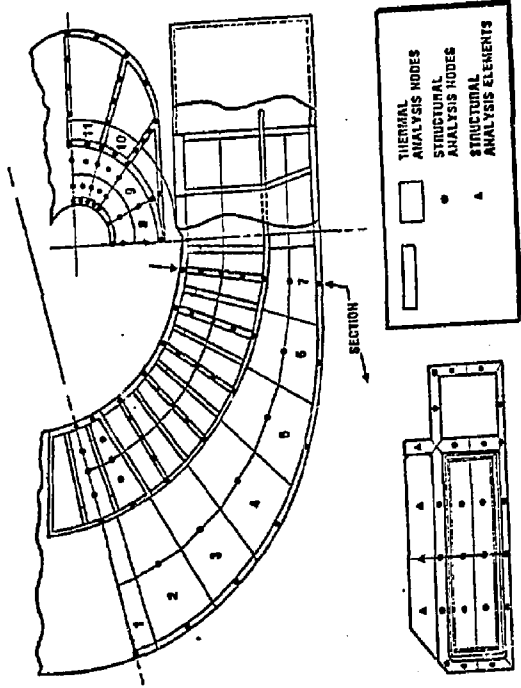 1
2
3
4
5
6
7
8
9
10
11
SECTION
THERMAL
ANALYSIS NODES
STRUCTURAL
ANALYSIS NODES
STRUCTURAL
ANALYSIS ELEMENTS